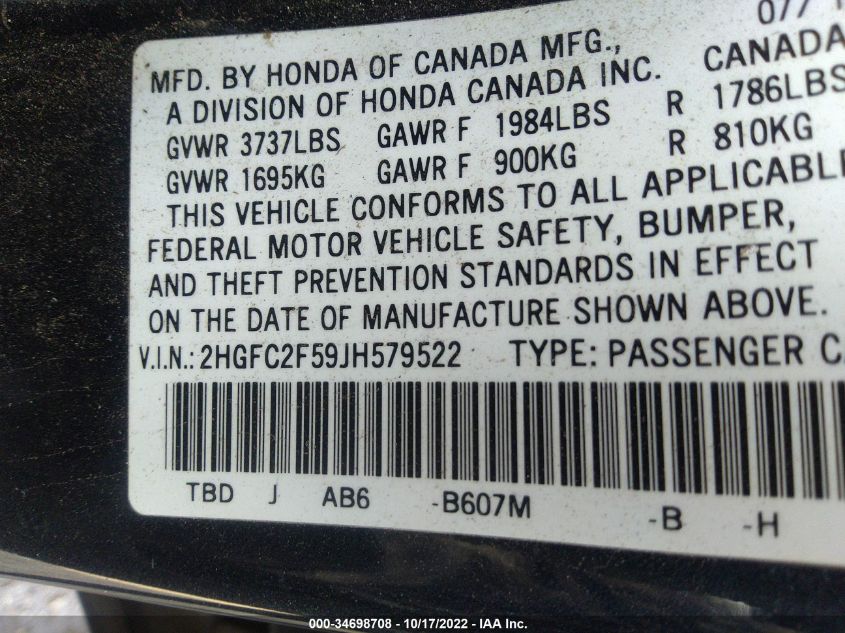 MFD. BY HONDA OF CANADA MFG.,
A DIVISION OF HONDA CANADA INC. CANADA
GVWR 3737LBS GAWR F 1984LBS R 1786LBS
GVWR 1695KG GAWR F 900KG R 810KG
THIS VEHICLE CONFORMS TO ALL APPLICABLE
FEDERAL MOTOR VEHICLE SAFETY, BUMPER,
AND THEFT PREVENTION STANDARDS IN EFFECT
ON THE DATE OF MANUFACTURE SHOWN ABOVE.
V.I.N.: 2HGFC2F59JH579522 TYPE: PASSENGER
TBD J AB6 -B607M -B -H
000-34698708 - 10/17/2022 - IAA Inc.